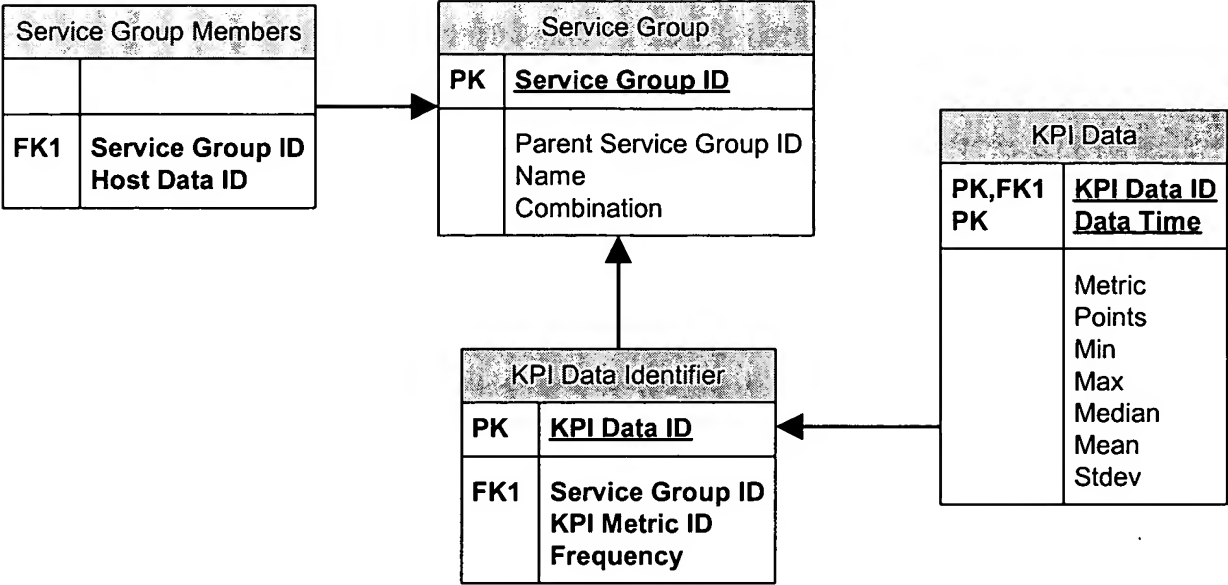 Service Group Members
FK1 Service Group ID
Host Data ID
Service Group
PK Service Group ID
Parent Service Group ID
Name
Combination
KPI Data
PK,FK1 KPI Data ID
PK Data Time
Metric
Points
Min
Max
Median
Mean
Stdev
KPI Data Identifier
PK KPI Data ID
FK1 Service Group ID
KPI Metric ID
Frequency